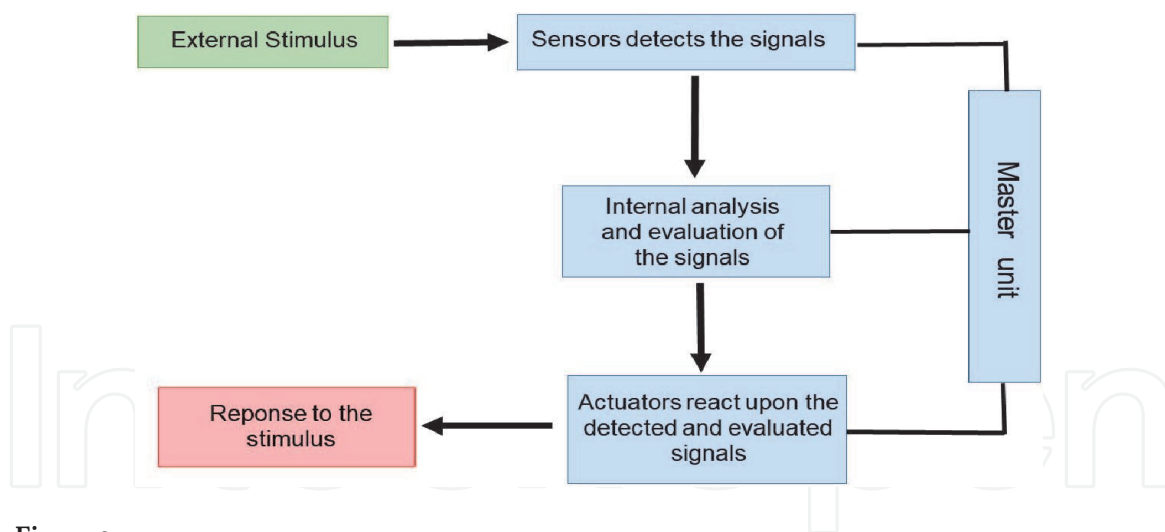 External Stimulus
Sensors detects the signals
Master unit
Internal analysis
and evaluation of
the signals
Actuators react upon the
detected and evaluated
signals
Reponse to the
stimulus